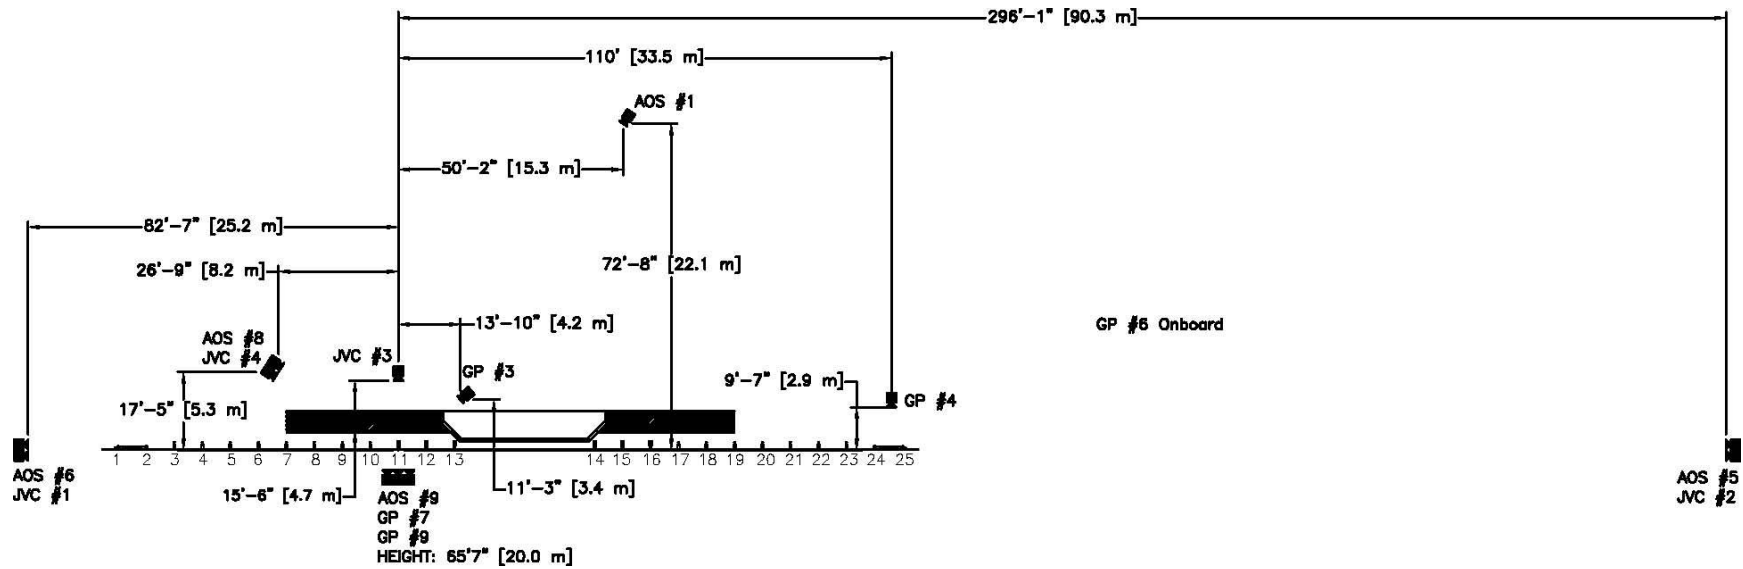 296'-1" [90.3 m]
110' [33.5 m]
AOS #1
50'-2" [15.3 m]
82'-7" [25.2 m]
26'-9" [8.2 m]
72'-8" [22.1 m]
13'-10" [4.2 m]
GP #6 Onboard
AOS #8
JVC #4
JVC #3
GP #3
9'-7" [2.9 m]
GP #4
17'-5" [5.3 m]
1 2 3 4 5 6 7 8 9 10 11 12 13 14 15 16 17 18 19 20 21 22 23 24 25
AOS #6
JVC #1
15'-6" [4.7 m]
11'-3" [3.4 m]
AOS #9
GP #7
GP #9
HEIGHT: 65'7" [20.0 m]
AOS #5
JVC #2